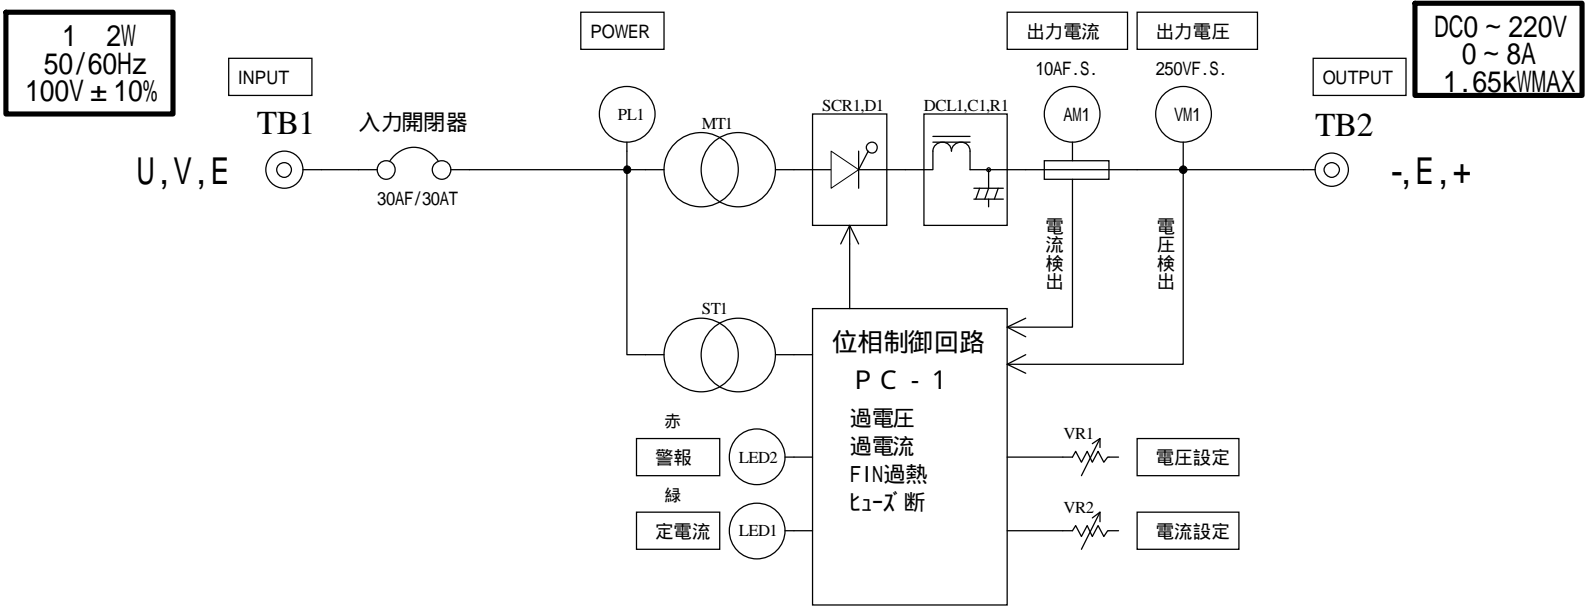 1 2W
50/60Hz
100V±10%
INPUT
TB1
U,V,E
入力開閉器
30AF/30AT
POWER
PL1
MT1
SCR1,D1
DCL1,C1,R1
出力電流
10AF.S.
AM1
出力電圧
250VF.S.
VM1
OUTPUT
TB2
-,E,+
DC0～220V
0～8A
1.65kWMAX
電流検出
電圧検出
ST1
位相制御回路
PC-1
過電圧
過電流
FIN過熱
ﾋｭｰｽﾞ断
赤
警報
LED2
緑
定電流
LED1
VR1
電圧設定
VR2
電流設定